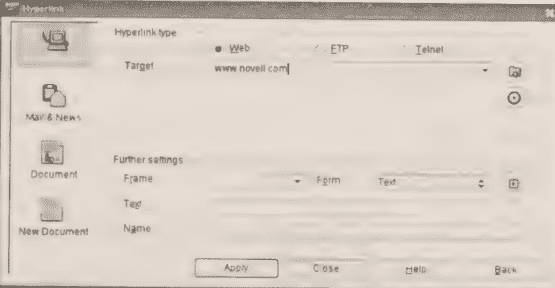 Hyperlink
Hyperlink type
Web FTP Telnet
Target www.novell.com
Mail & News
Document
Further settings
Frame Form Text
Text
New Document
Name
Apply Close Help Back